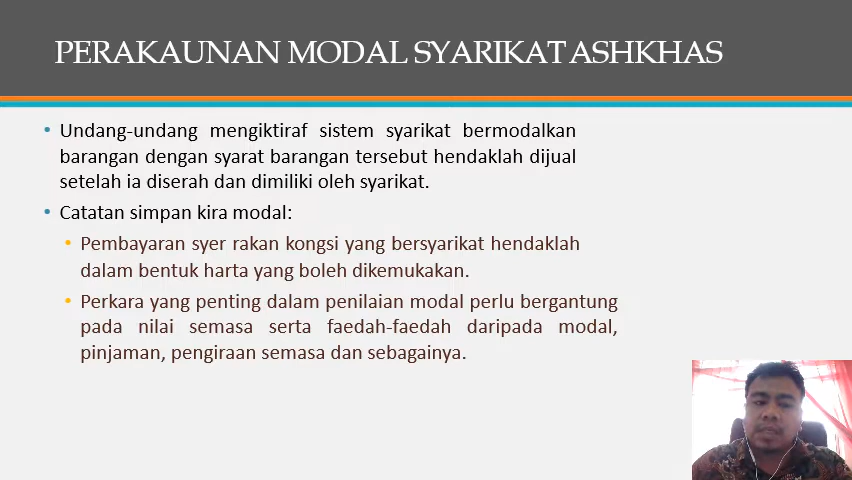 PERAKAUNAN MODAL SYARIKAT ASHKHAS
• Undang-undang mengiktiraf sistem syarikat bermodalkan
barangan dengan syarat barangan tersebut hendaklah dijual
setelah ia diserah dan dimiliki oleh syarikat.
• Catatan simpan kira modal:
• Pembayaran syer rakan kongsi yang bersyarikat hendaklah
dalam bentuk harta yang boleh dikemukakan.
• Perkara yang penting dalam penilaian modal perlu bergantung
pada nilai semasa serta faedah-faedah daripada modal,
pinjaman, pengiraan semasa dan sebagainya.